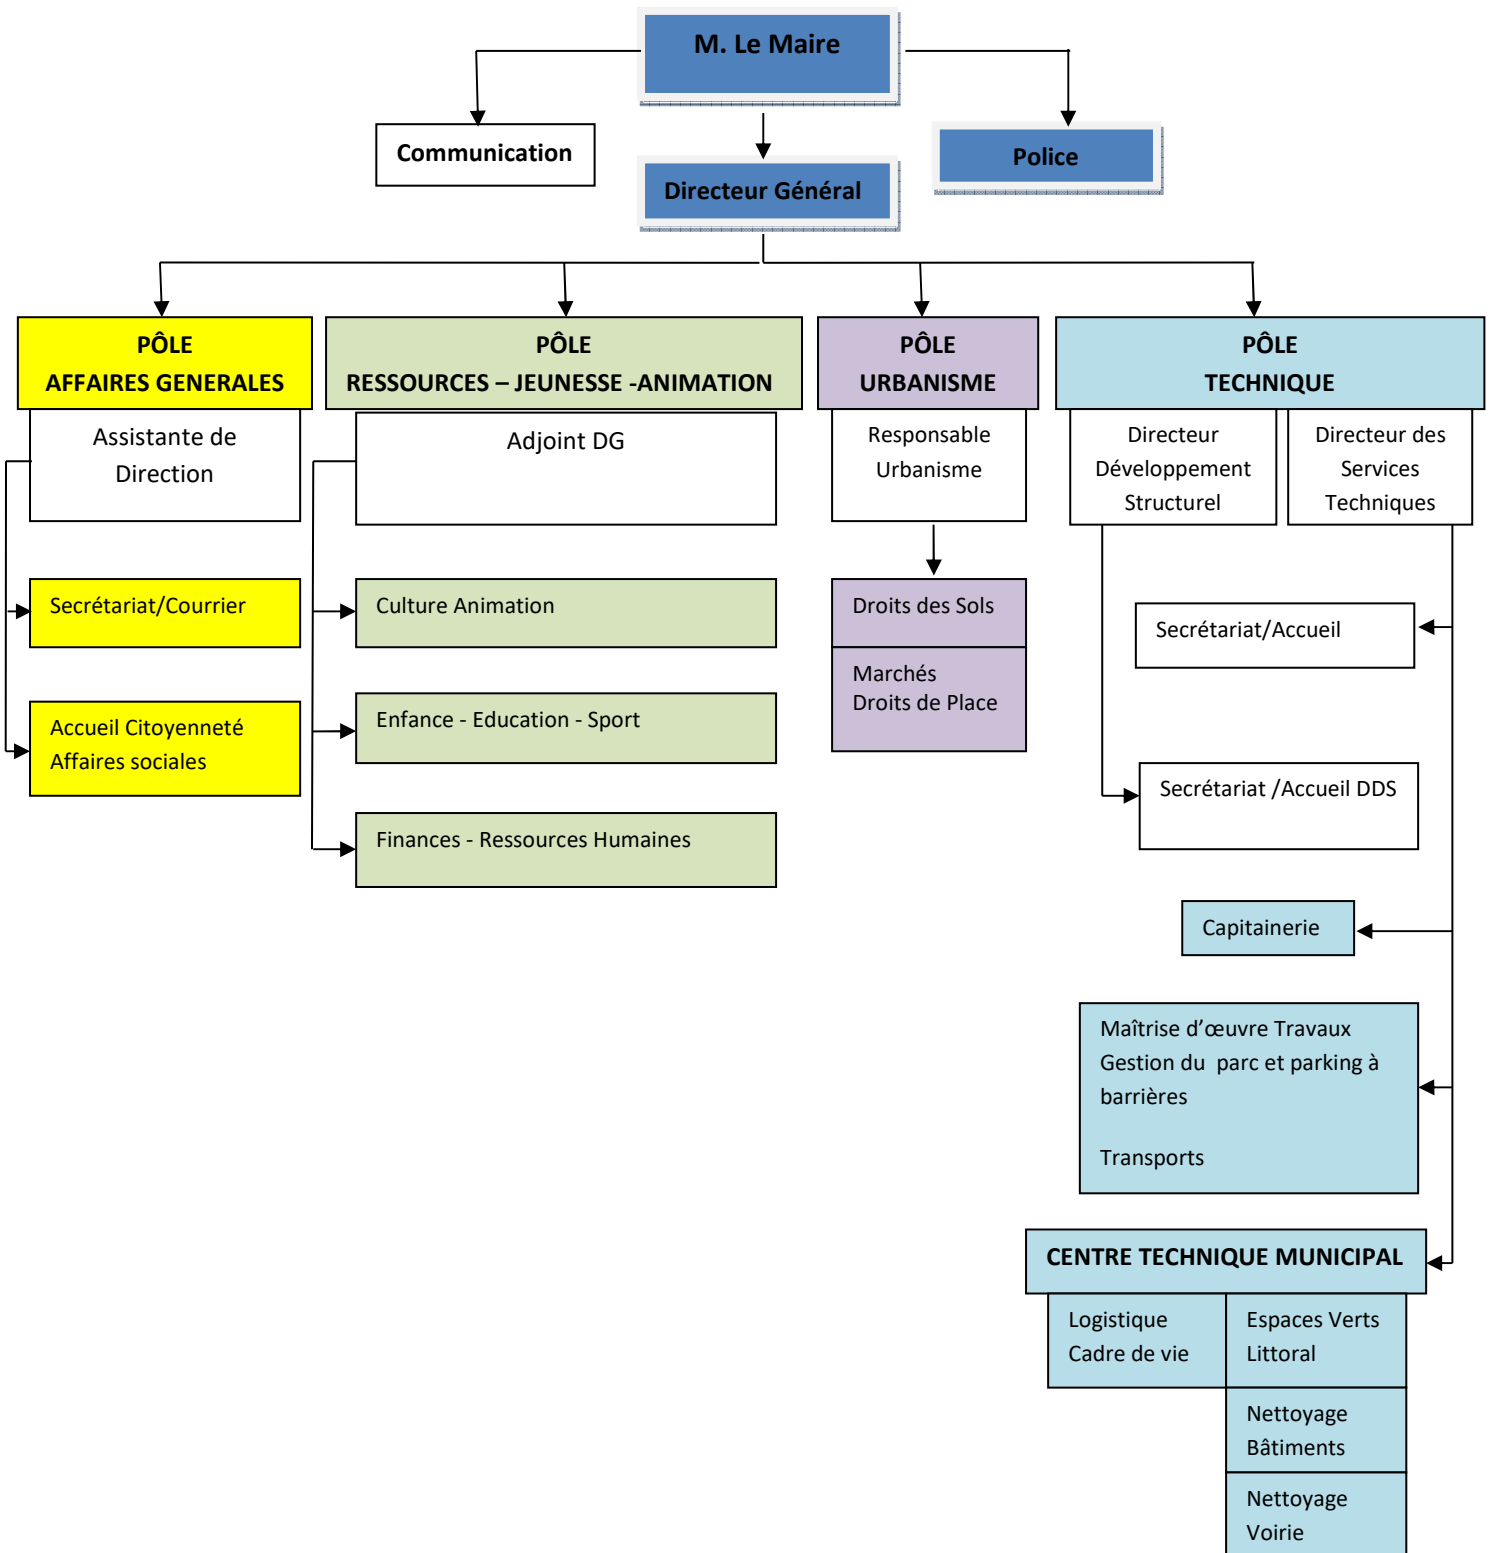 M. Le Maire
Communication
Police
Directeur Général
PÔLE
AFFAIRES GENERALES
Assistante de
Direction
Secrétariat/Courrier
Accueil Citoyenneté
Affaires sociales
PÔLE
RESSOURCES – JEUNESSE -ANIMATION
Adjoint DG
Culture Animation
Enfance - Education - Sport
Finances - Ressources Humaines
PÔLE
URBANISME
Responsable
Urbanisme
Droits des Sols
Marchés
Droits de Place
PÔLE
TECHNIQUE
Directeur
Développement
Structurel
Directeur des
Services
Techniques
Secrétariat/Accueil
Secrétariat /Accueil DDS
Capitainerie
Maîtrise d’œuvre Travaux
Gestion du  parc et parking à
barrières
Transports
CENTRE TECHNIQUE MUNICIPAL
Logistique
Cadre de vie
Espaces Verts
Littoral
Nettoyage
Bâtiments
Nettoyage
Voirie